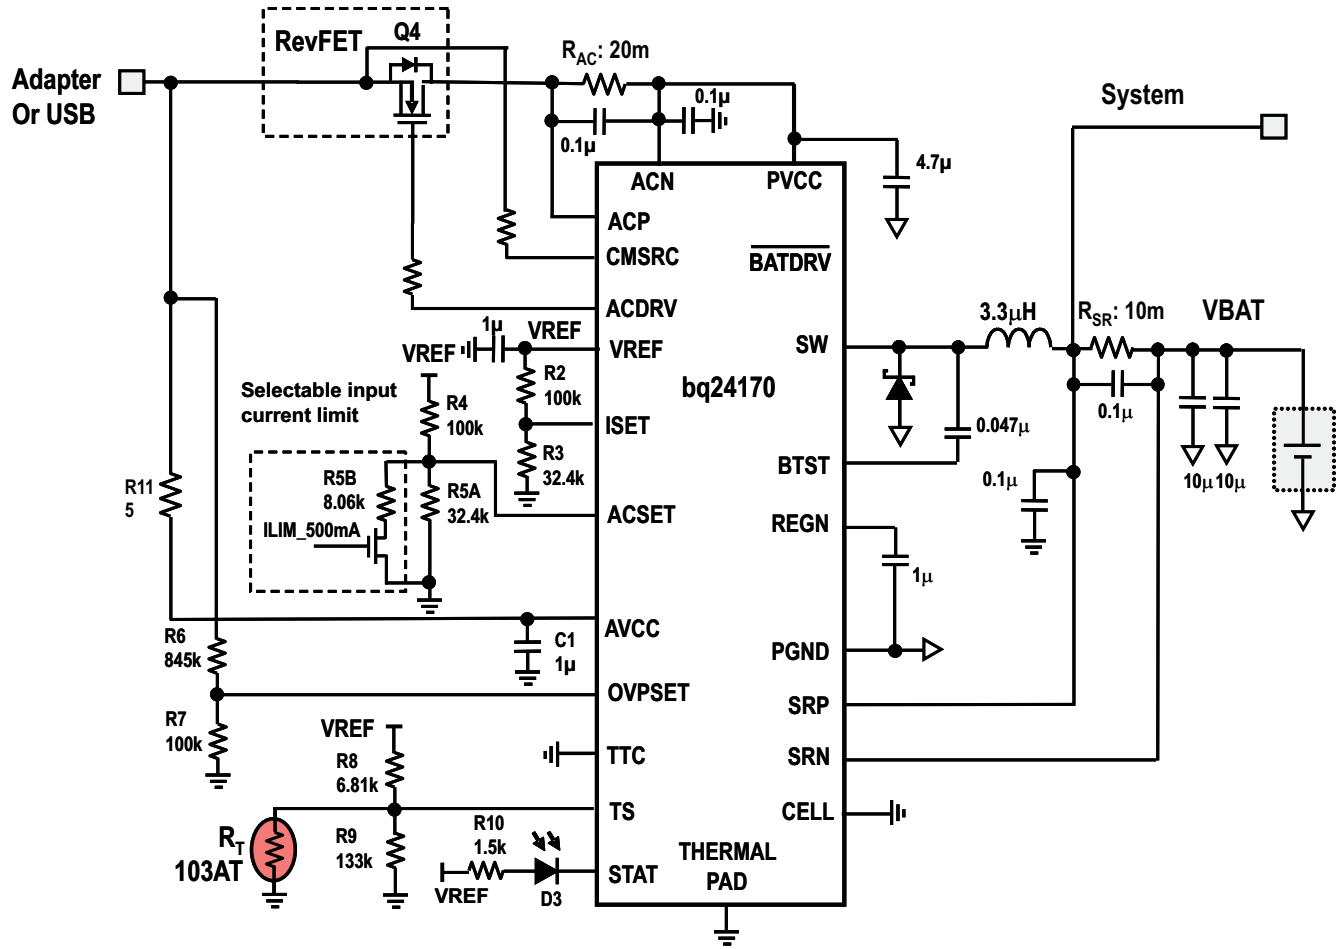 RevFET
Q4
R_AC: 20m
Adapter
Or USB
0.1µ
System
0.1µ
4.7µ
ACN
PVCC
ACP
CMSRC
BATDRV
ACDRV
1µ
VREF
VREF
VREF
3.3µH
R_SR: 10m
VBAT
SW
bq24170
Selectable input
current limit
R4
100k
R2
100k
ISET
0.1µ
0.047µ
R3
32.4k
BTST
R11
5
R5B
8.06k
R5A
32.4k
0.1µ
10µ
10µ
ILIM_500mA
ACSET
REGN
1µ
R6
845k
C1
1µ
AVCC
PGND
OVPSET
SRP
R7
100k
VREF
R8
6.81k
TTC
SRN
TS
CELL
R_T
103AT
R9
133k
R10
1.5k
THERMAL
PAD
VREF
D3
STAT